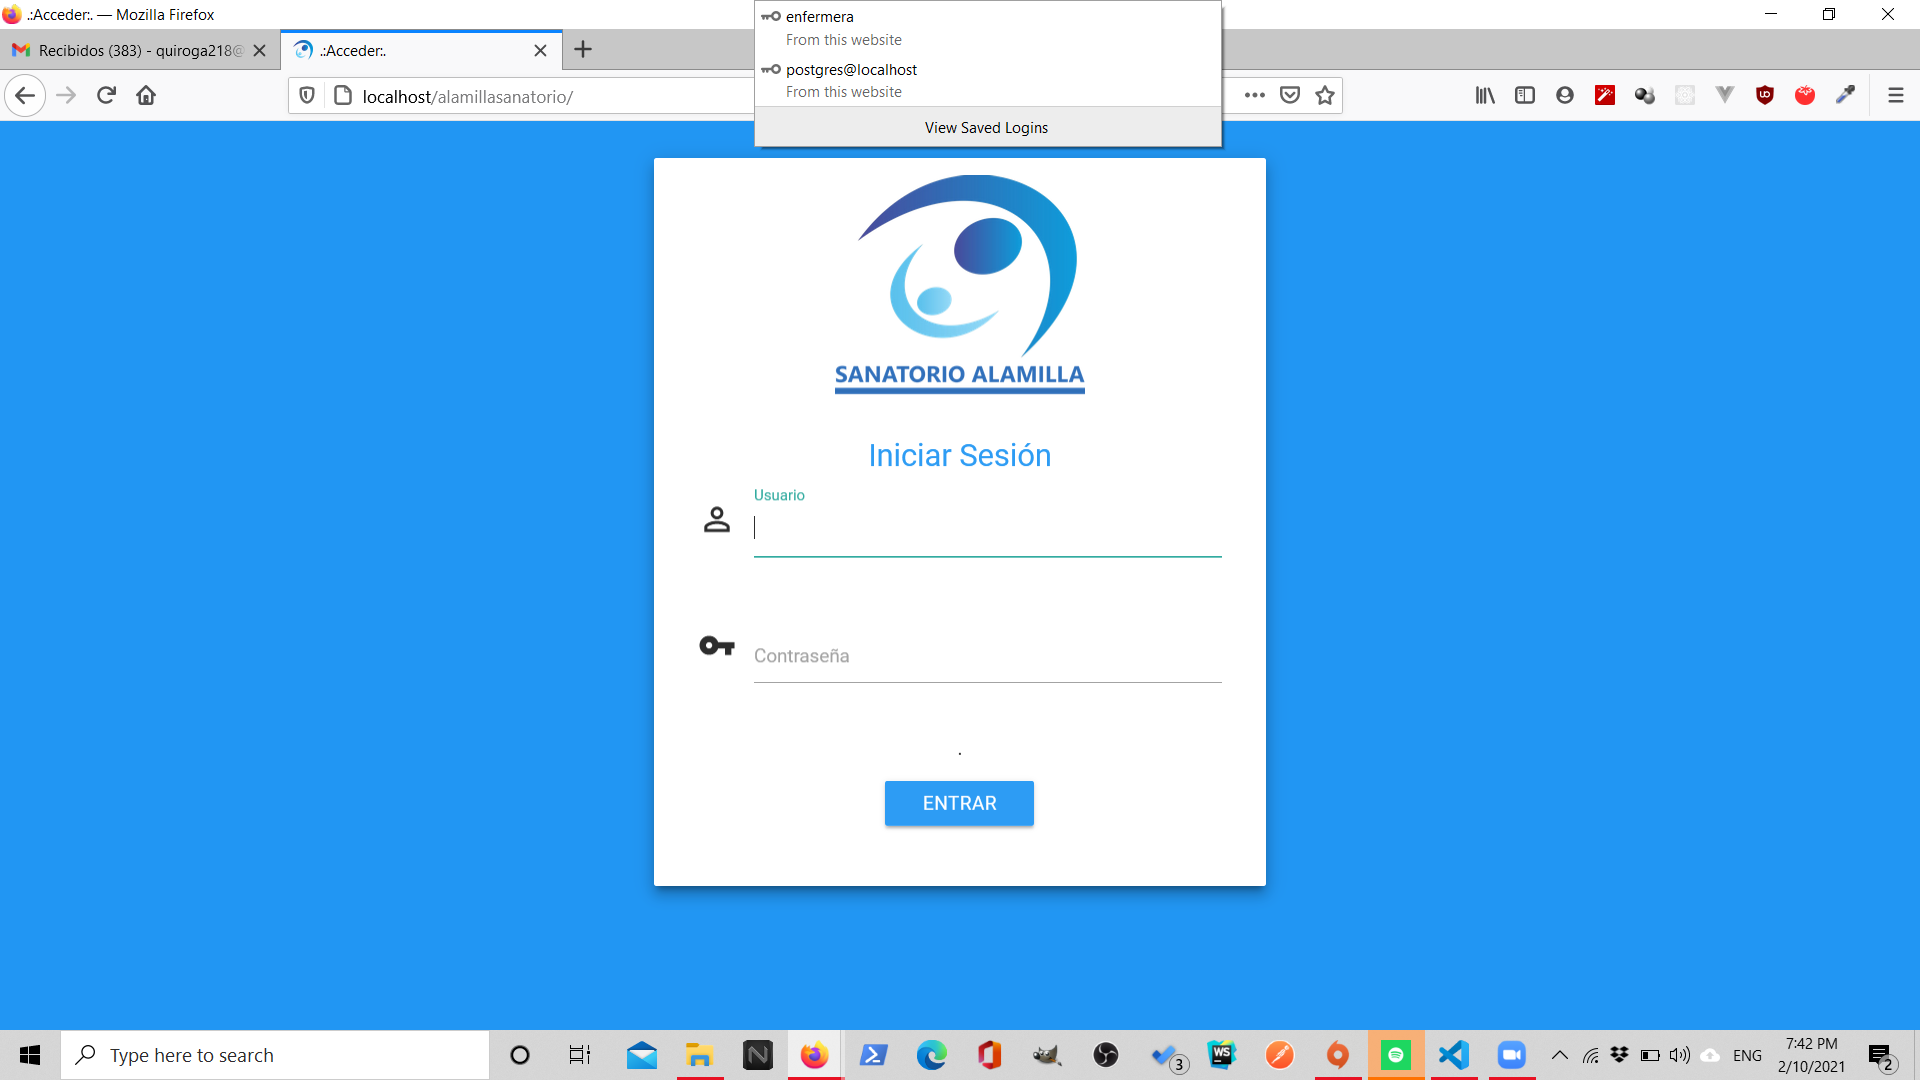 .:Acceder:. — Mozilla Firefox
Recibidos (383) - quiroga218@
.:Acceder:.
localhost/alamillasanatorio/
enfermera
From this website
postgres@localhost
From this website
View Saved Logins
SANATORIO ALAMILLA
Iniciar Sesión
Usuario
Contraseña
.
ENTRAR
Type here to search
N
3
WS
ENG
7:42 PM
2/10/2021
2